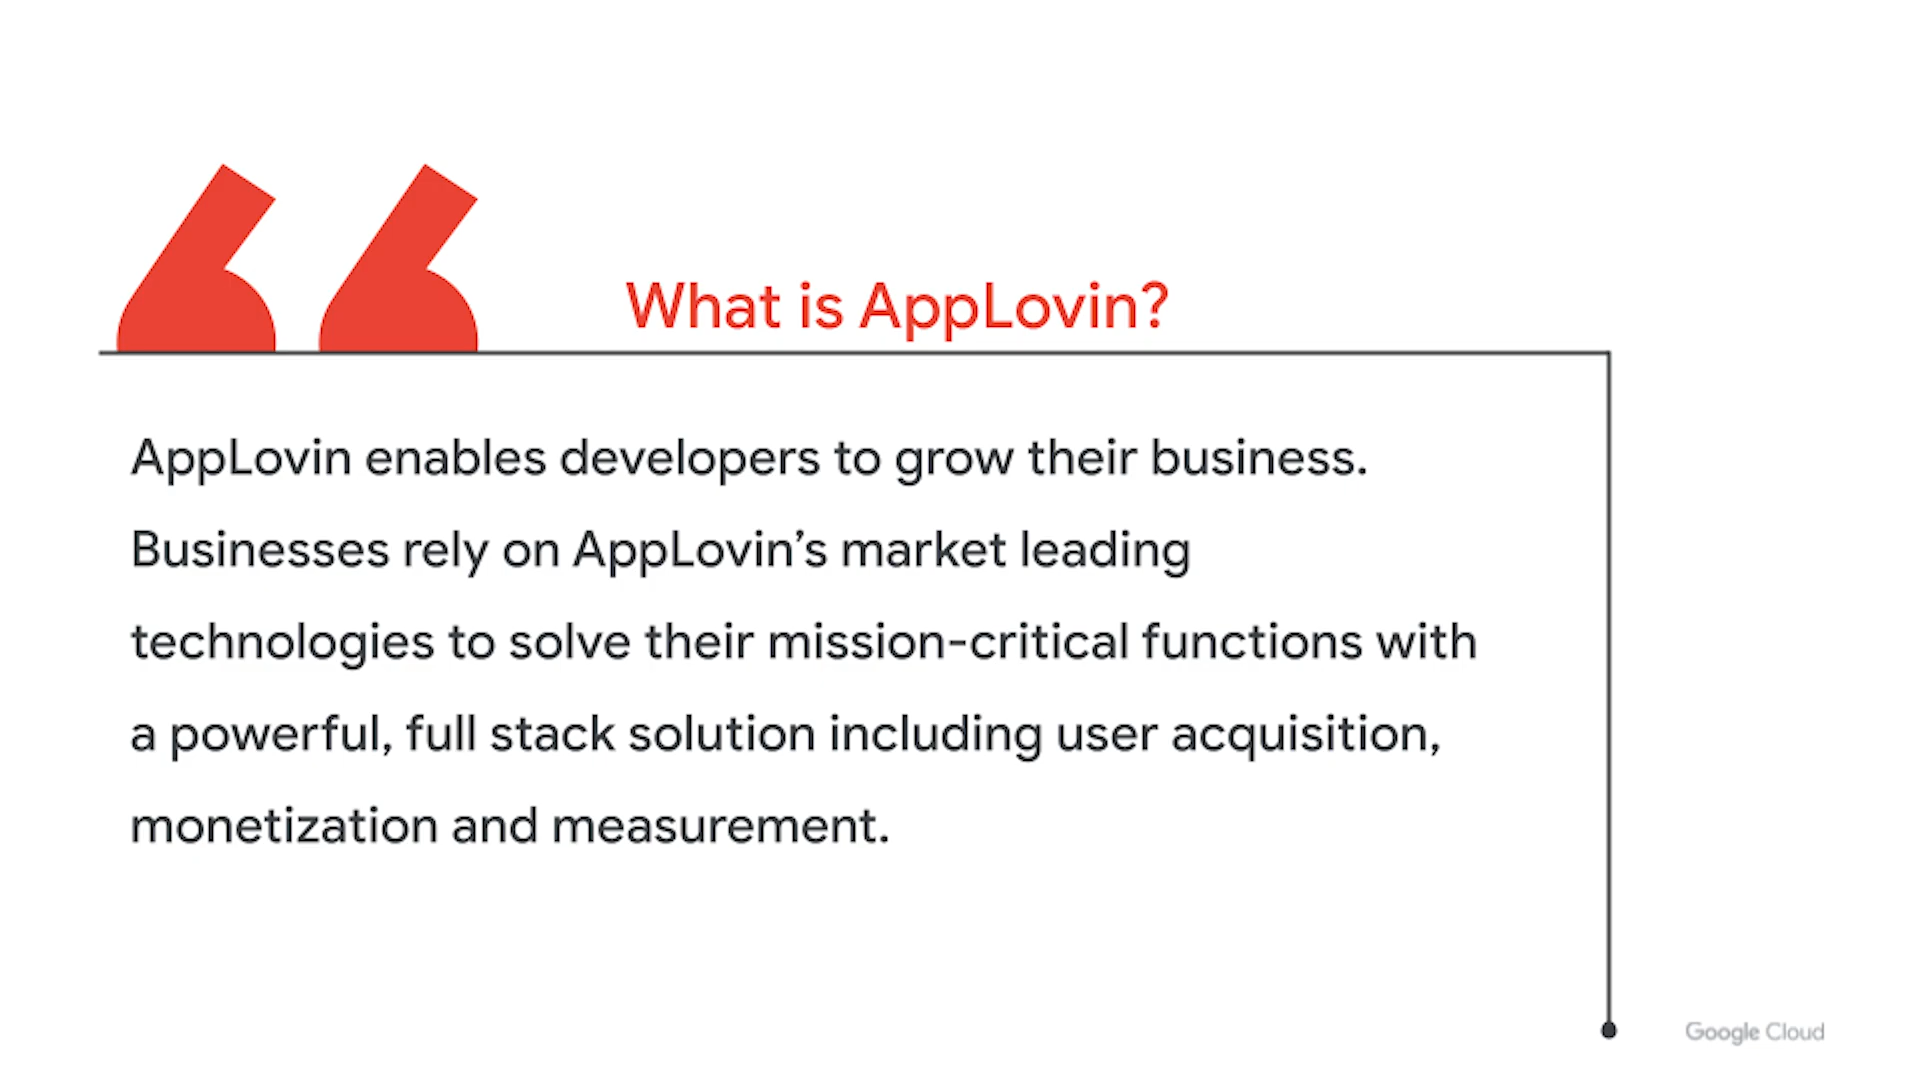 What is AppLovin?
AppLovin enables developers to grow their business.
Businesses rely on AppLovin’s market leading
technologies to solve their mission-critical functions with
a powerful, full stack solution including user acquisition,
monetization and measurement.
Google Cloud